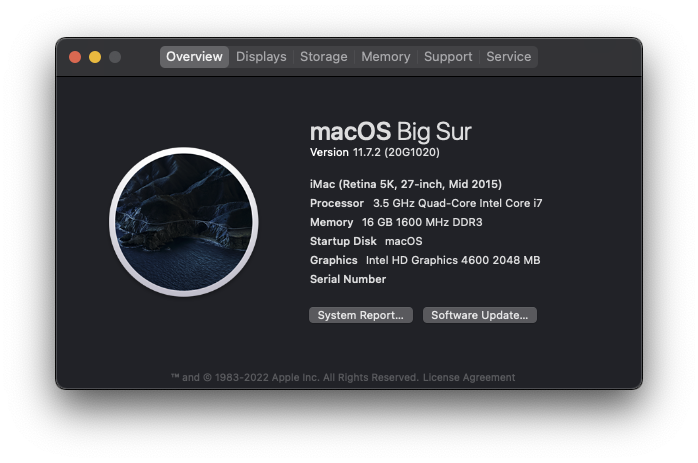 Overview Displays Storage Memory Support Service
macOS Big Sur
Version 11.7.2 (20G1020)
iMac (Retina 5K, 27-inch, Mid 2015)
Processor 3.5 GHz Quad-Core Intel Core i7
Memory 16 GB 1600 MHz DDR3
Startup Disk macOS
Graphics Intel HD Graphics 4600 2048 MB
Serial Number
System Report... Software Update...
™ and © 1983-2022 Apple Inc. All Rights Reserved. License Agreement